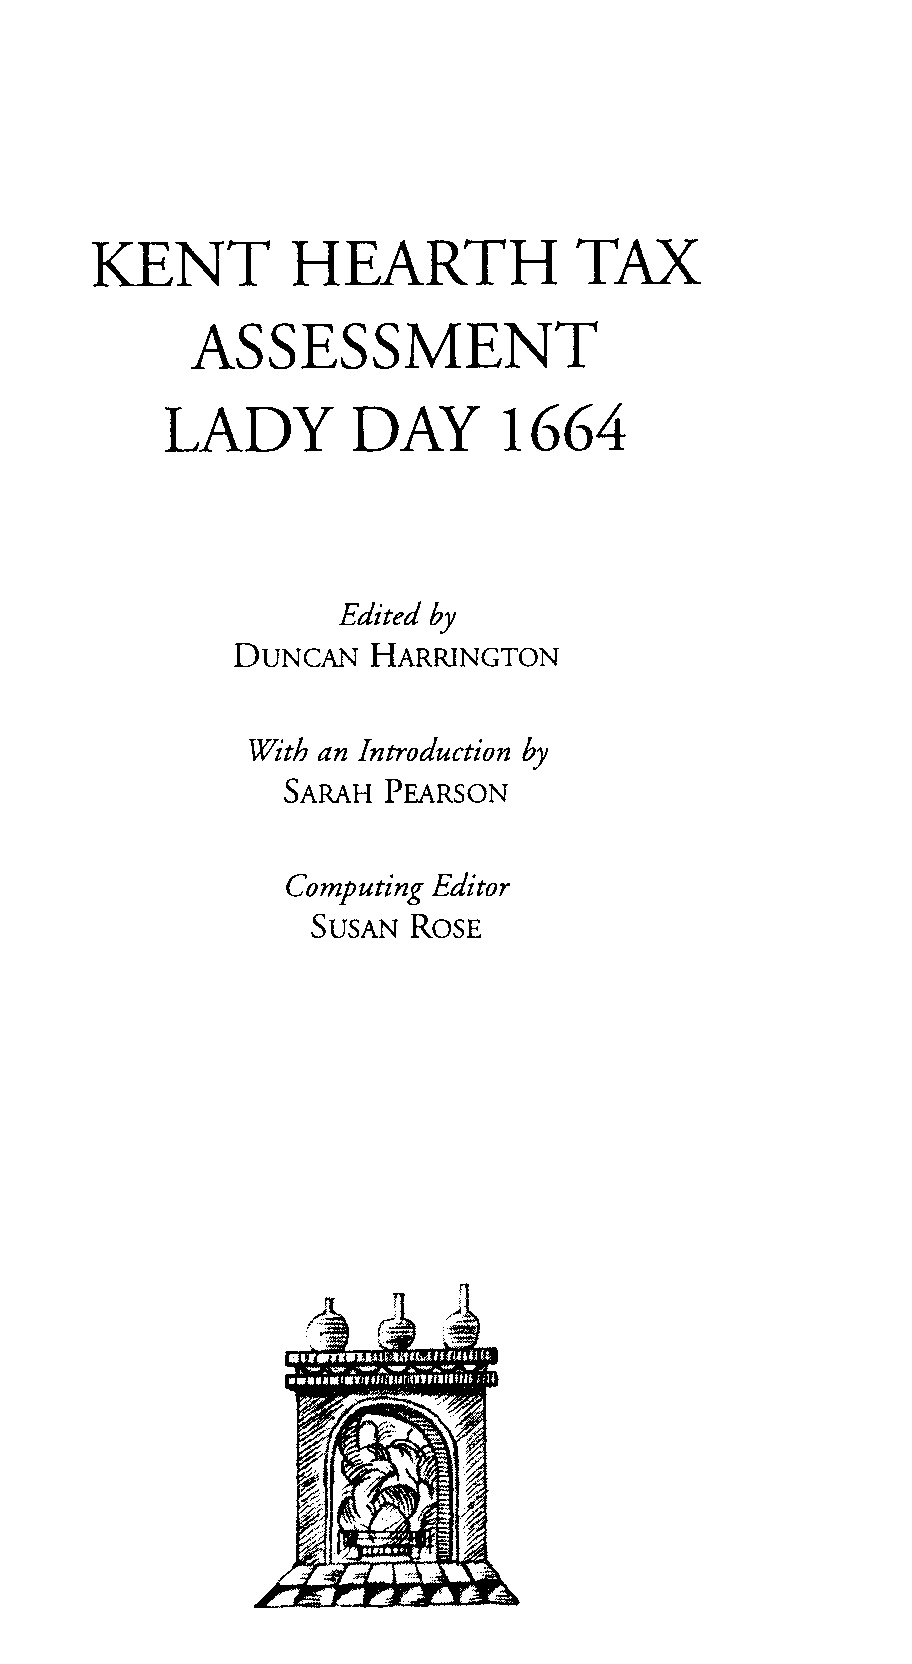 KENT HEARTH TAX
ASSESSMENT
LADY DAY 1664
Edited by
DUNCAN HARRINGTON
With an Introduction by
SARAH PEARSON
Computing Editor
SUSAN ROSE